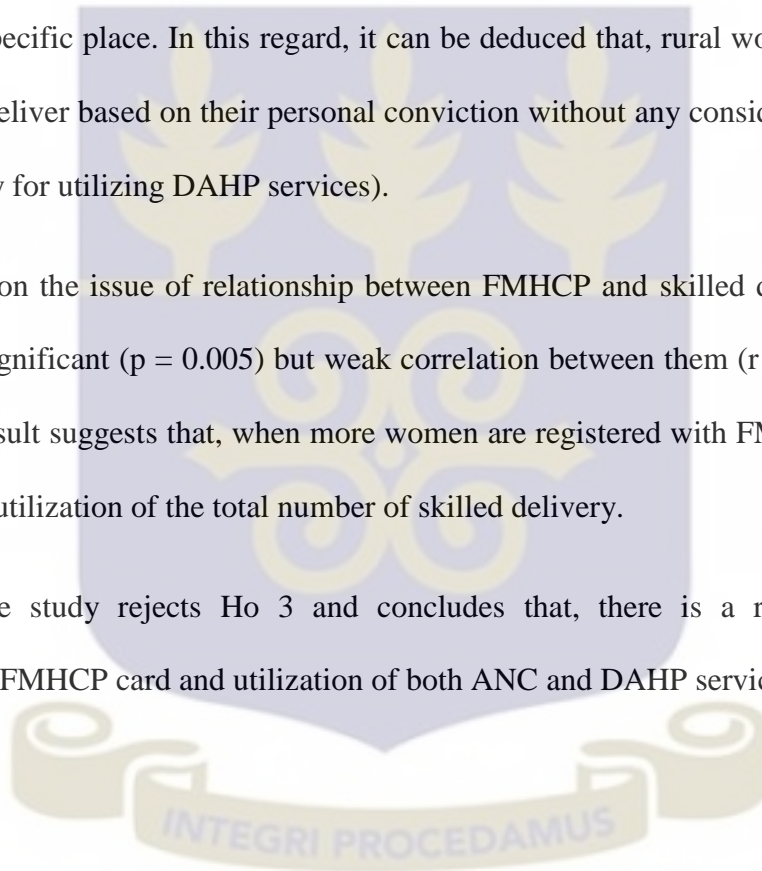 pecific place. In this regard, it can be deduced that, rural wo
eliver based on their personal conviction without any consid
for utilizing DAHP services).
on the issue of relationship between FMHCP and skilled d
gnificant (p = 0.005) but weak correlation between them (r
sult suggests that, when more women are registered with FM
utilization of the total number of skilled delivery.
e study rejects Ho 3 and concludes that, there is a r
FMHCP card and utilization of both ANC and DAHP servic
INTEGRI PROCEDAMUS